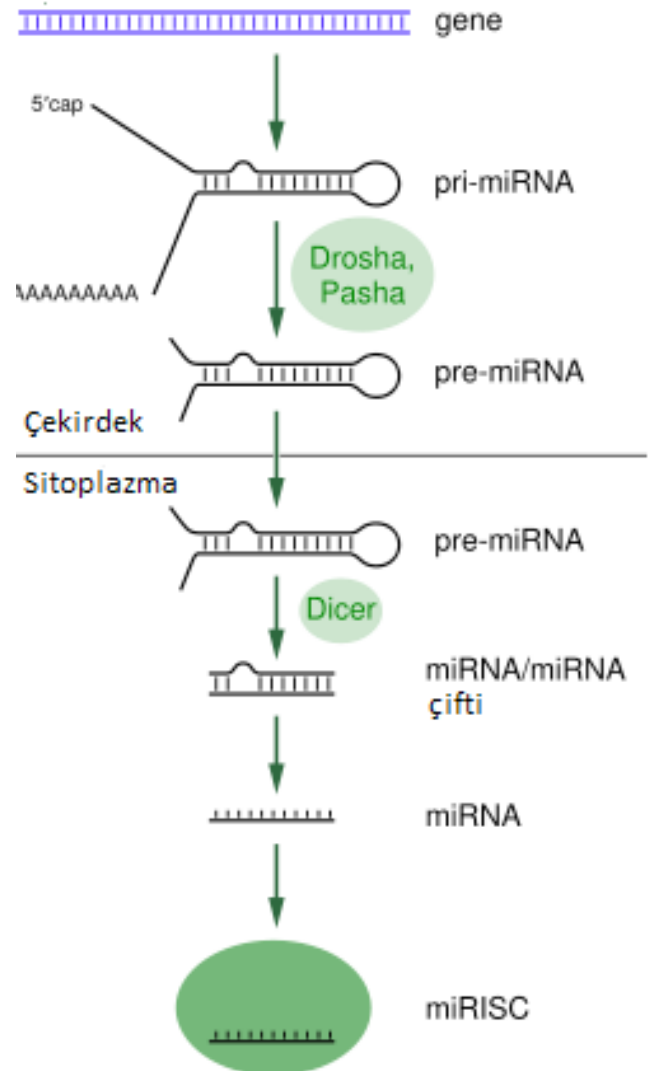 gene
5'cap
pri-miRNA
Drosha,
Pasha
AAAAAAAAAA
pre-miRNA
Çekirdek
Sitoplazma
pre-miRNA
Dicer
miRNA/miRNA
çifti
miRNA
miRISC